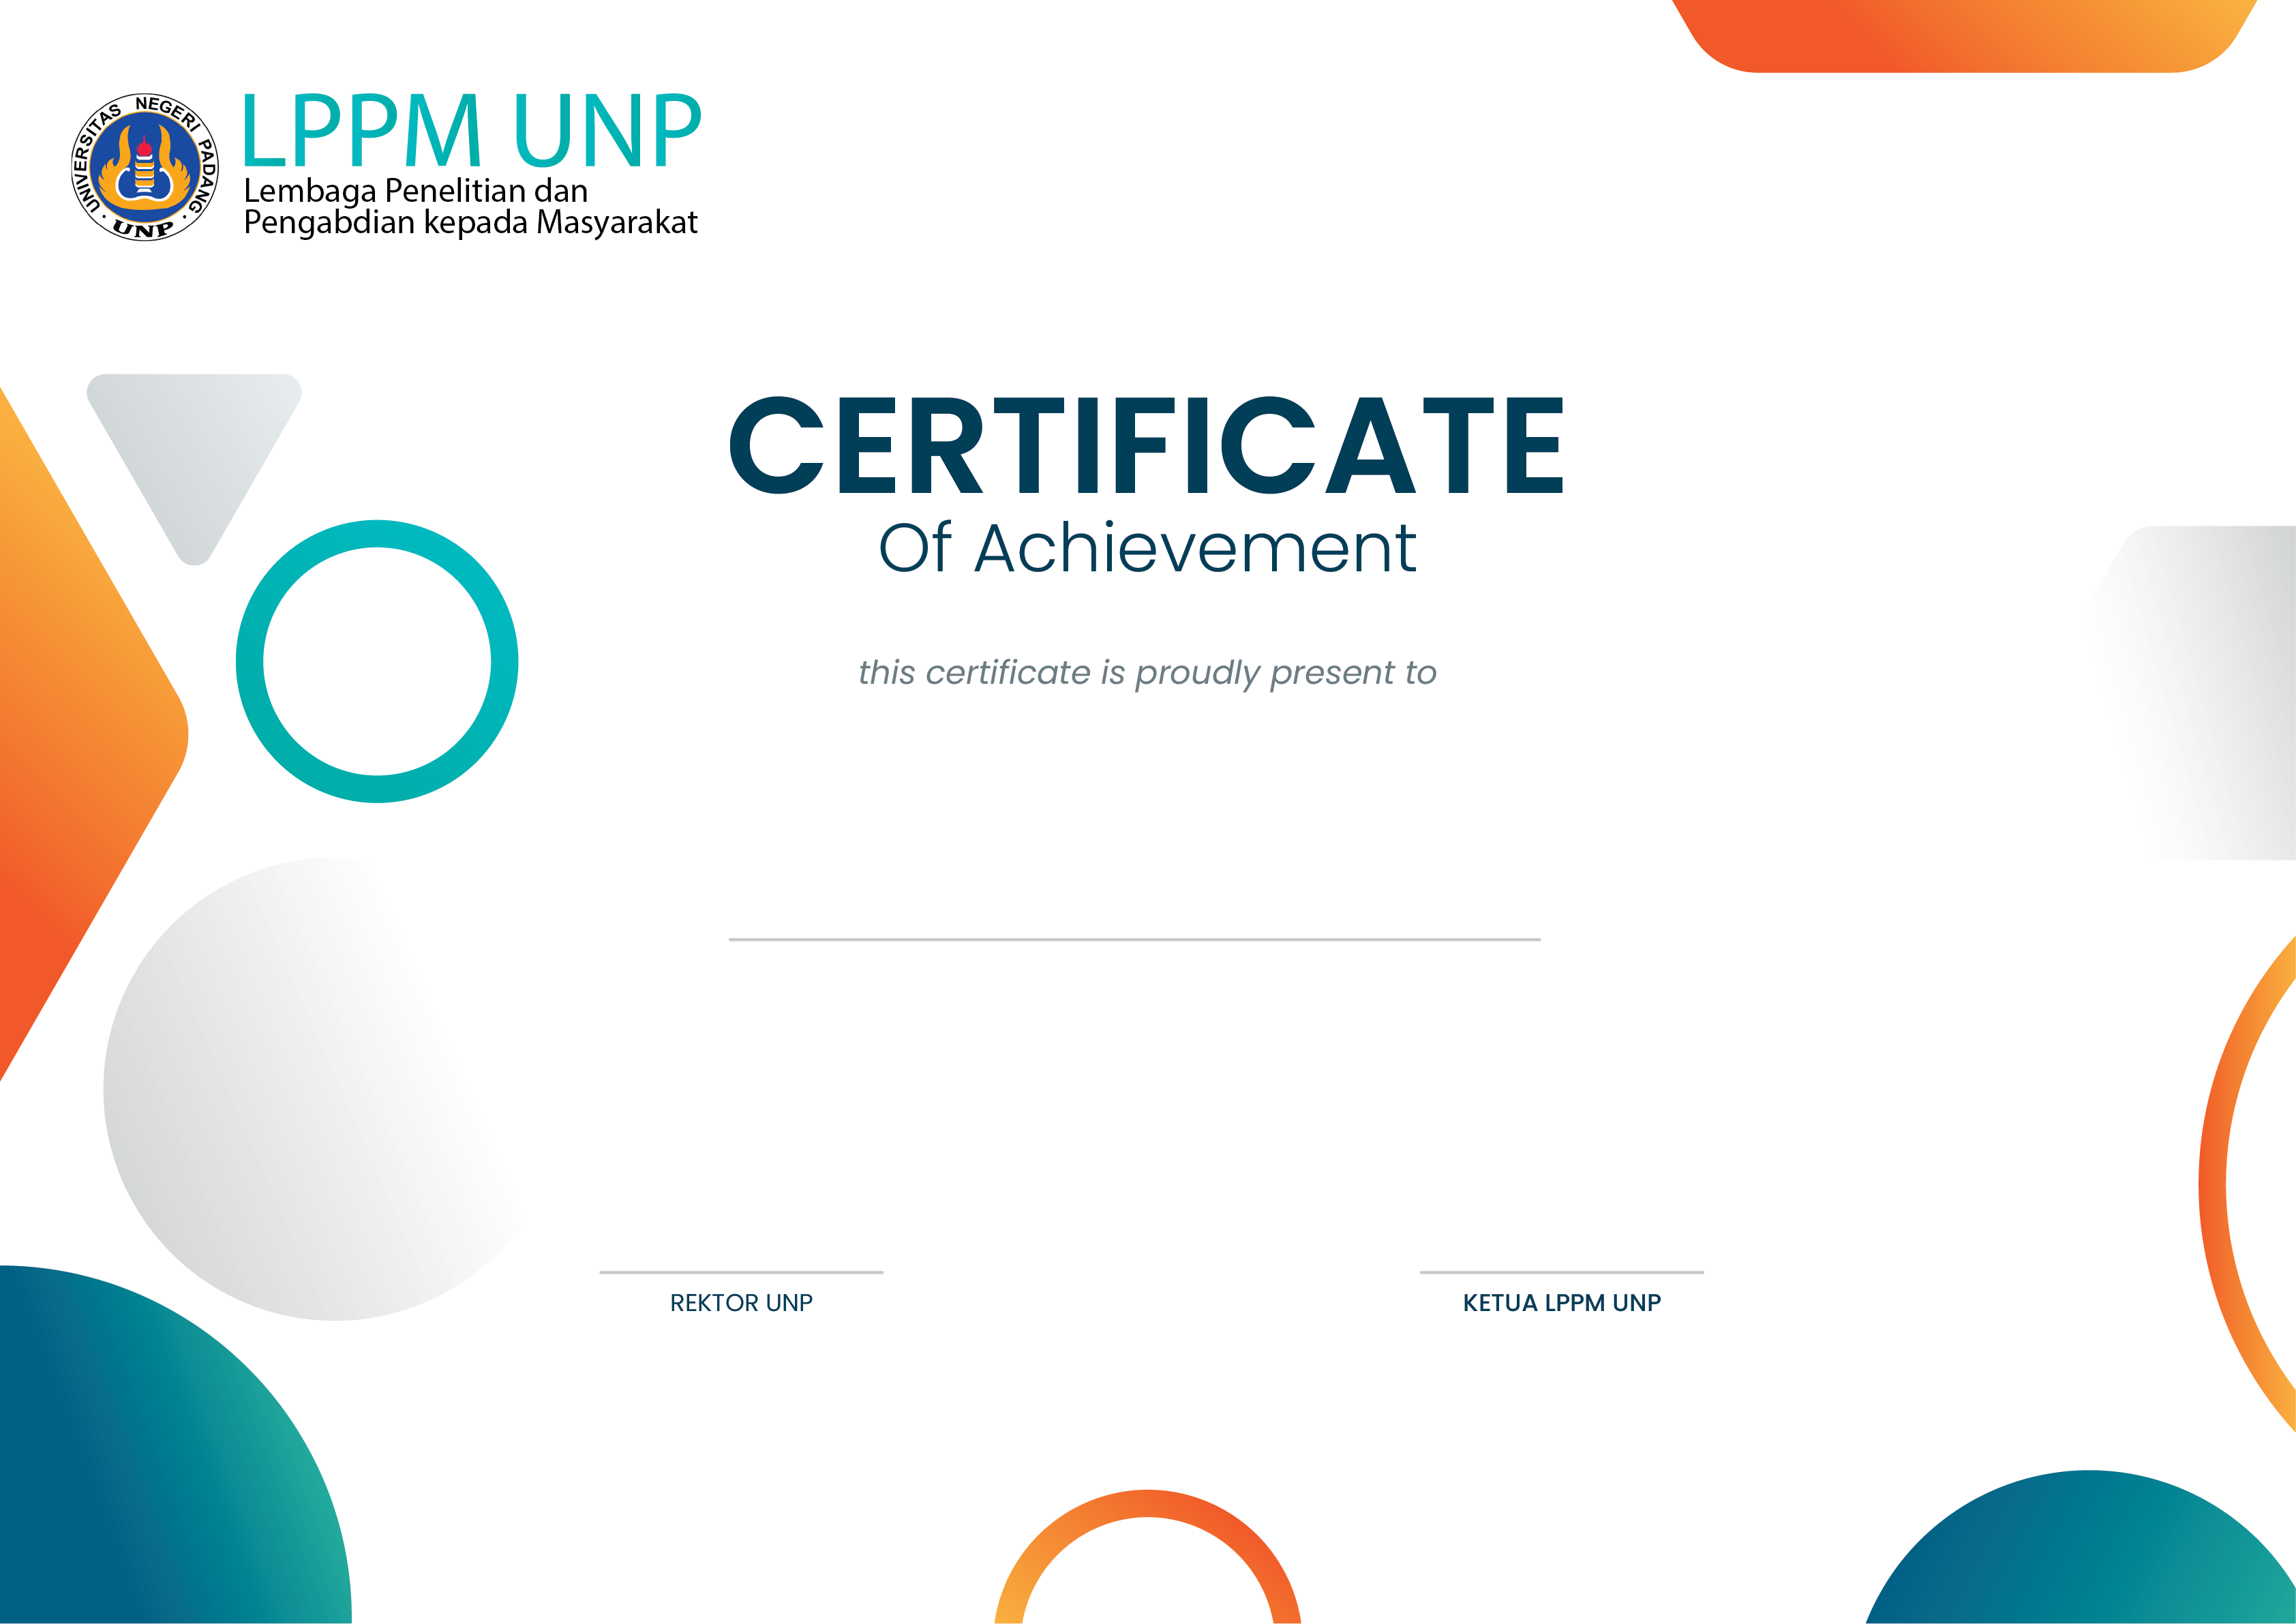 UNIVERSITAS NEGERI PADANG
UNP
LPPM UNP
Lembaga Penelitian dan
Pengabdian kepada Masyarakat
CERTIFICATE
Of Achievement
this certificate is proudly present to
REKTOR UNP
KETUA LPPM UNP